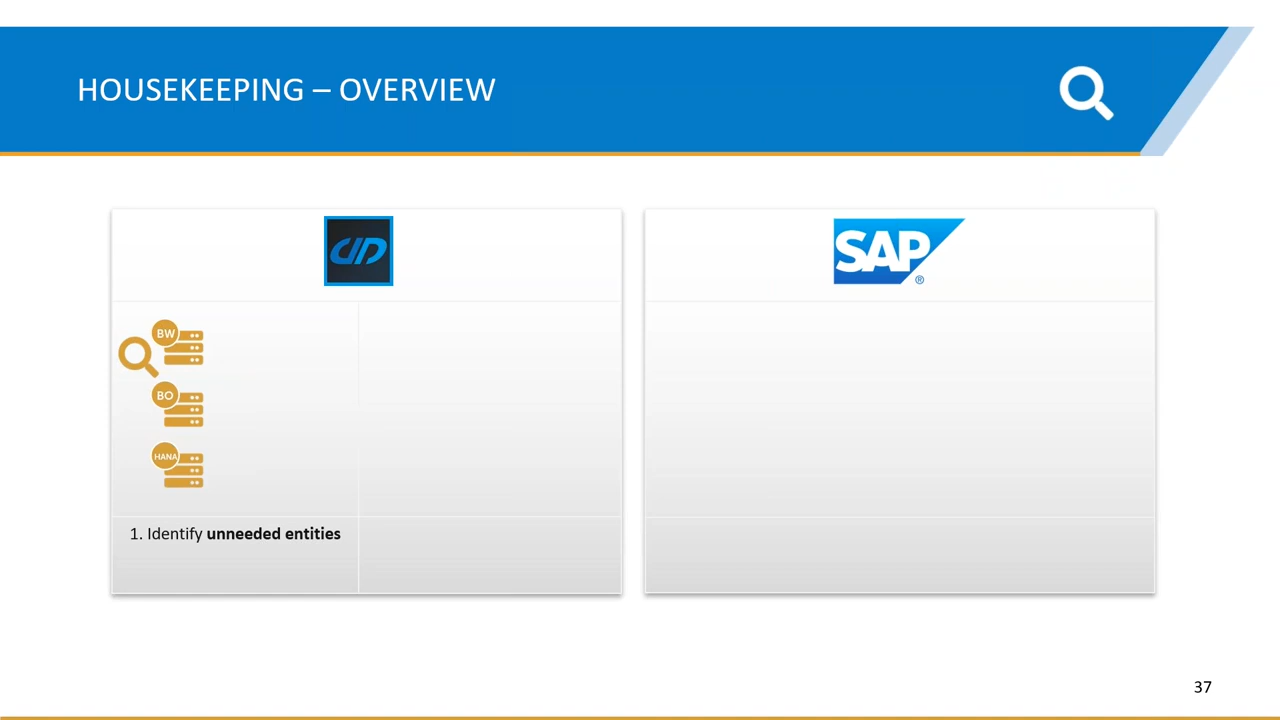 HOUSEKEEPING – OVERVIEW
SAP
®
BW
BO
HANA
1. Identify unneeded entities
37